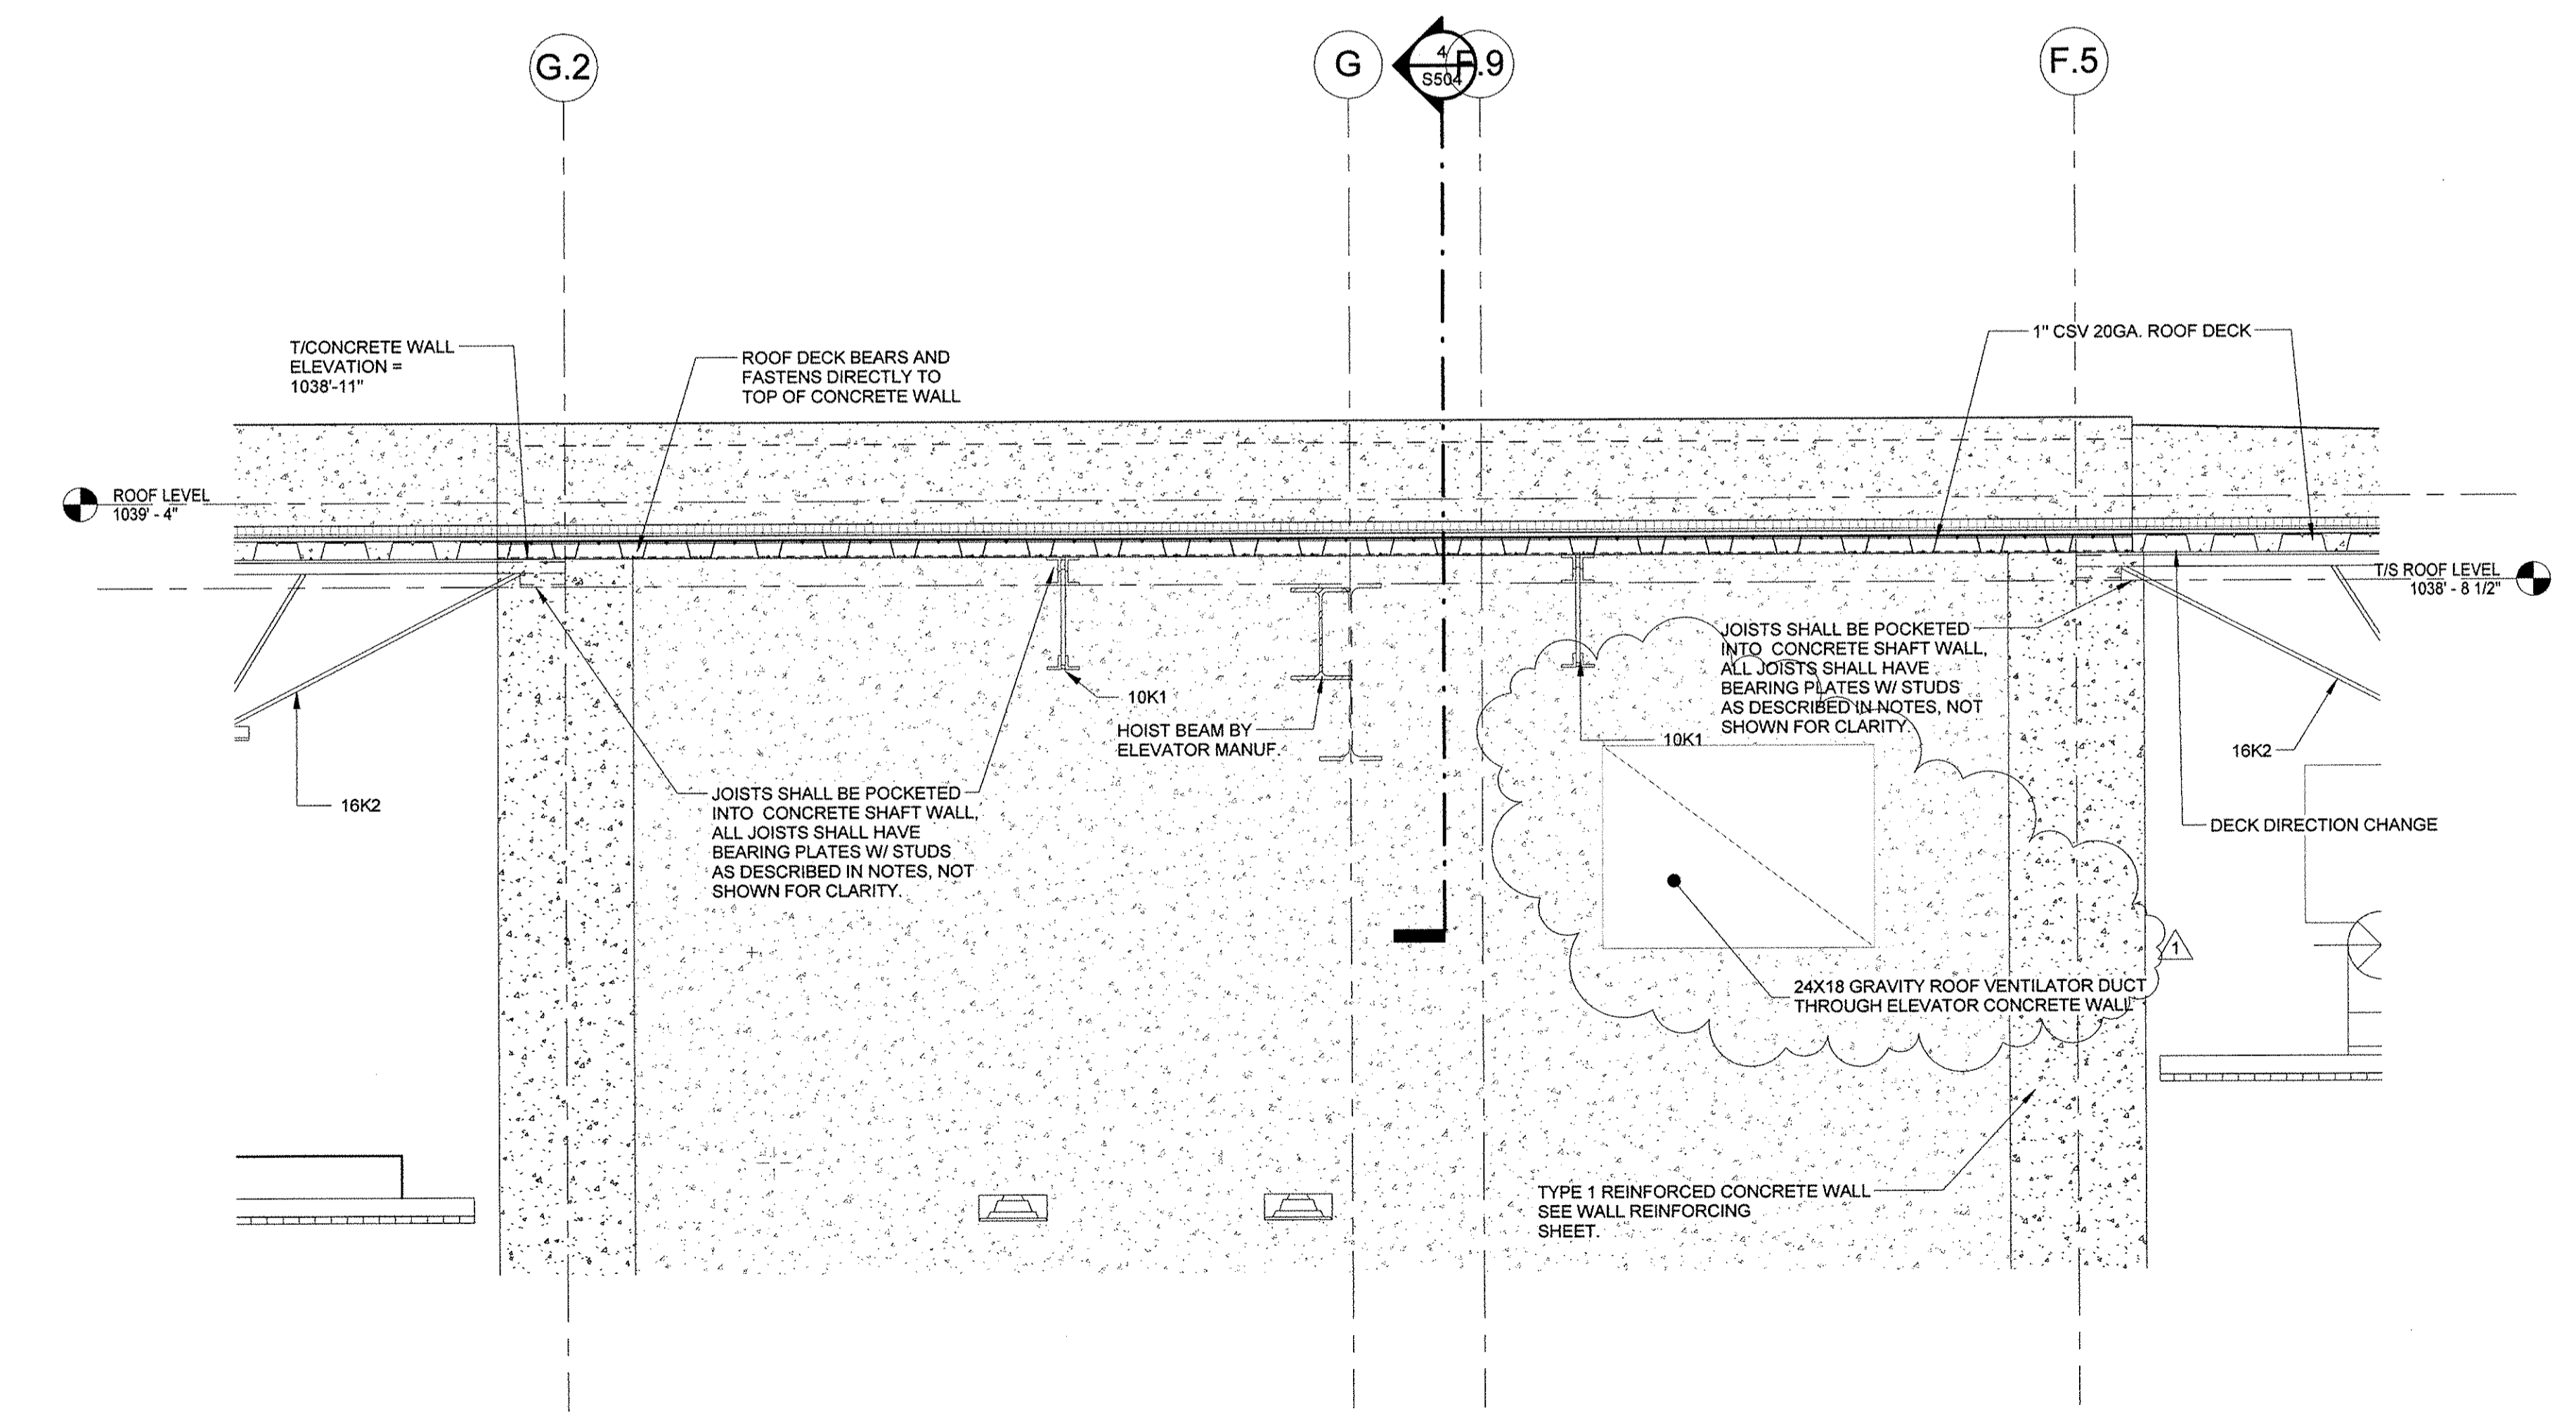 G.2
G
4
S504
F.9
F.5
1" CSV 20GA. ROOF DECK
T/CONCRETE WALL
ELEVATION =
1038'-11"
ROOF DECK BEARS AND
FASTENS DIRECTLY TO
TOP OF CONCRETE WALL
ROOF LEVEL
1039' - 4"
T/S ROOF LEVEL
1038' - 8 1/2"
JOISTS SHALL BE POCKETED
INTO CONCRETE SHAFT WALL,
ALL JOISTS SHALL HAVE
BEARING PLATES W/ STUDS
AS DESCRIBED IN NOTES, NOT
SHOWN FOR CLARITY.
10K1
HOIST BEAM BY
ELEVATOR MANUF.
10K1
16K2
16K2
JOISTS SHALL BE POCKETED
INTO CONCRETE SHAFT WALL,
ALL JOISTS SHALL HAVE
BEARING PLATES W/ STUDS
AS DESCRIBED IN NOTES, NOT
SHOWN FOR CLARITY.
DECK DIRECTION CHANGE
1
24X18 GRAVITY ROOF VENTILATOR DUCT
THROUGH ELEVATOR CONCRETE WALL
TYPE 1 REINFORCED CONCRETE WALL
SEE WALL REINFORCING
SHEET.